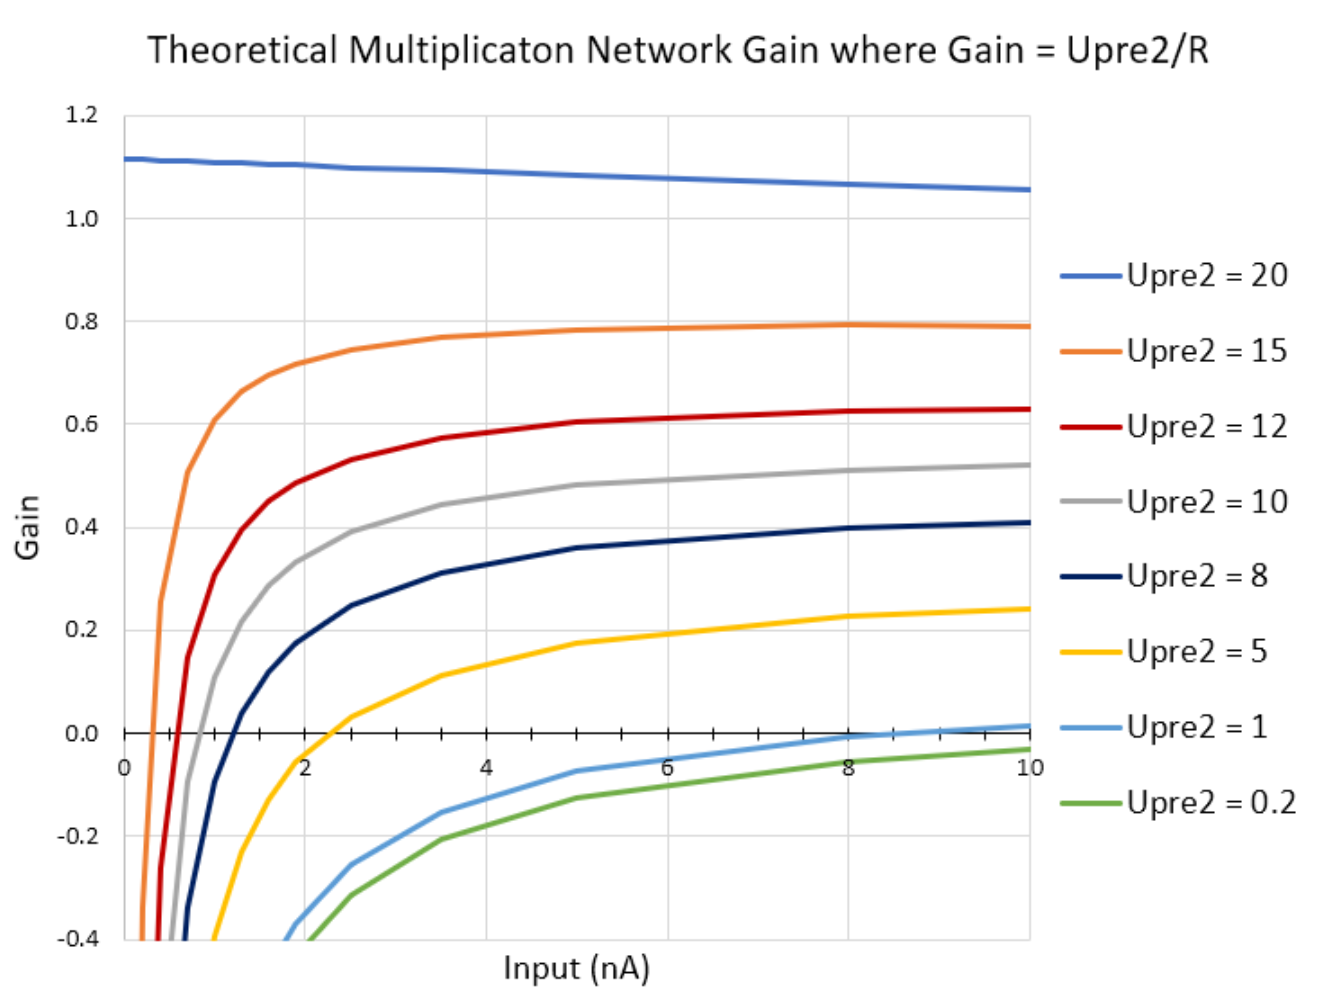 Theoretical Multiplicaton Network Gain where Gain = Upre2/R
1.2
1.0
0.8
0.6
0.4
0.2
0.0
-0.2
-0.4
0 2 4 6 8 10
Gain
Input (nA)
Upre2 = 20
Upre2 = 15
Upre2 = 12
Upre2 = 10
Upre2 = 8
Upre2 = 5
Upre2 = 1
Upre2 = 0.2